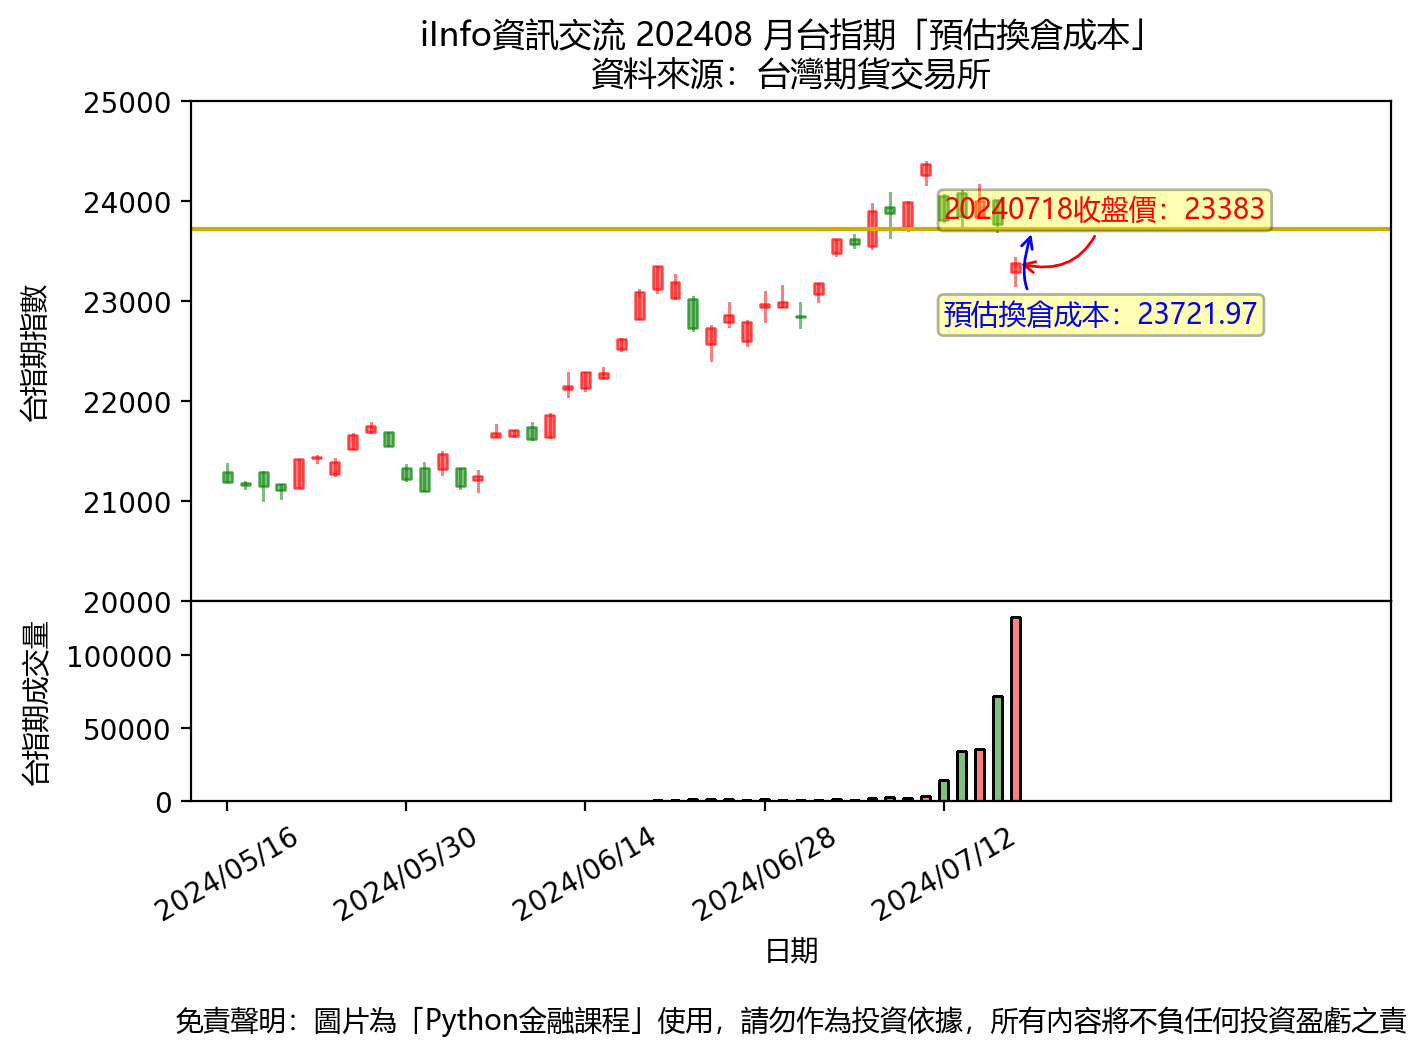 iInfo資訊交流 202408 月台指期「預估換倉成本」
資料來源：台灣期貨交易所
25000
24000
23000
22000
21000
20000
台指期指數
20240718收盤價：23383
預估換倉成本：23721.97
100000
50000
0
台指期成交量
2024/05/16
2024/05/30
2024/06/14
2024/06/28
2024/07/12
日期
免責聲明：圖片為「Python金融課程」使用，請勿作為投資依據，所有內容將不負任何投資盈虧之責